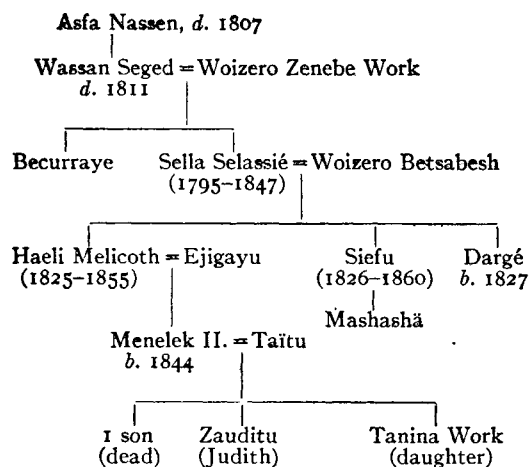 Asfa Nassen, d. 1807
Wassan Seged = Woizero Zenebe Work
d. 1811
Becurraye Sella Selassié = Woizero Betsabesh
(1795–1847)
Haeli Melicoth = Ejigayu Siefu Dargé
(1825–1855) (1826–1860) b. 1827
Mashashä
Menelek II. = Taïtu
b. 1844
1 son Zauditu Tanina Work
(dead) (Judith) (daughter)